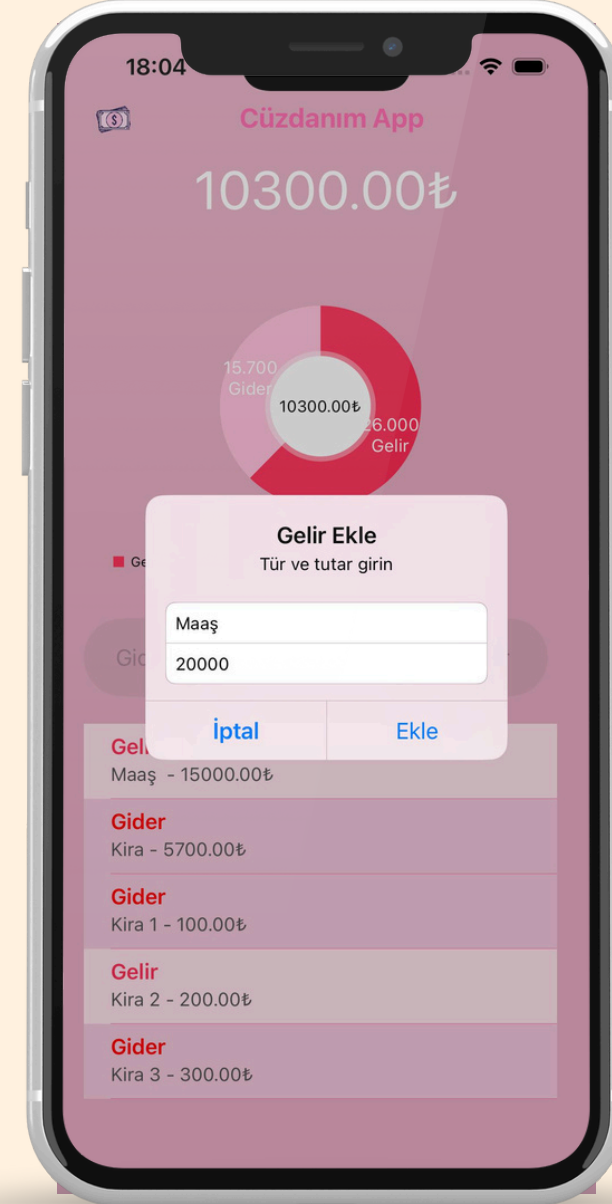 18:04
Cüzdanım App
10300.00₺
15.700
Gider
10300.00₺
26.000
Gelir
Gelir Ekle
Tür ve tutar girin
Maaş
20000
İptal
Ekle
Maaş - 15000.00₺
Gider
Kira - 5700.00₺
Gider
Kira 1 - 100.00₺
Gelir
Kira 2 - 200.00₺
Gider
Kira 3 - 300.00₺